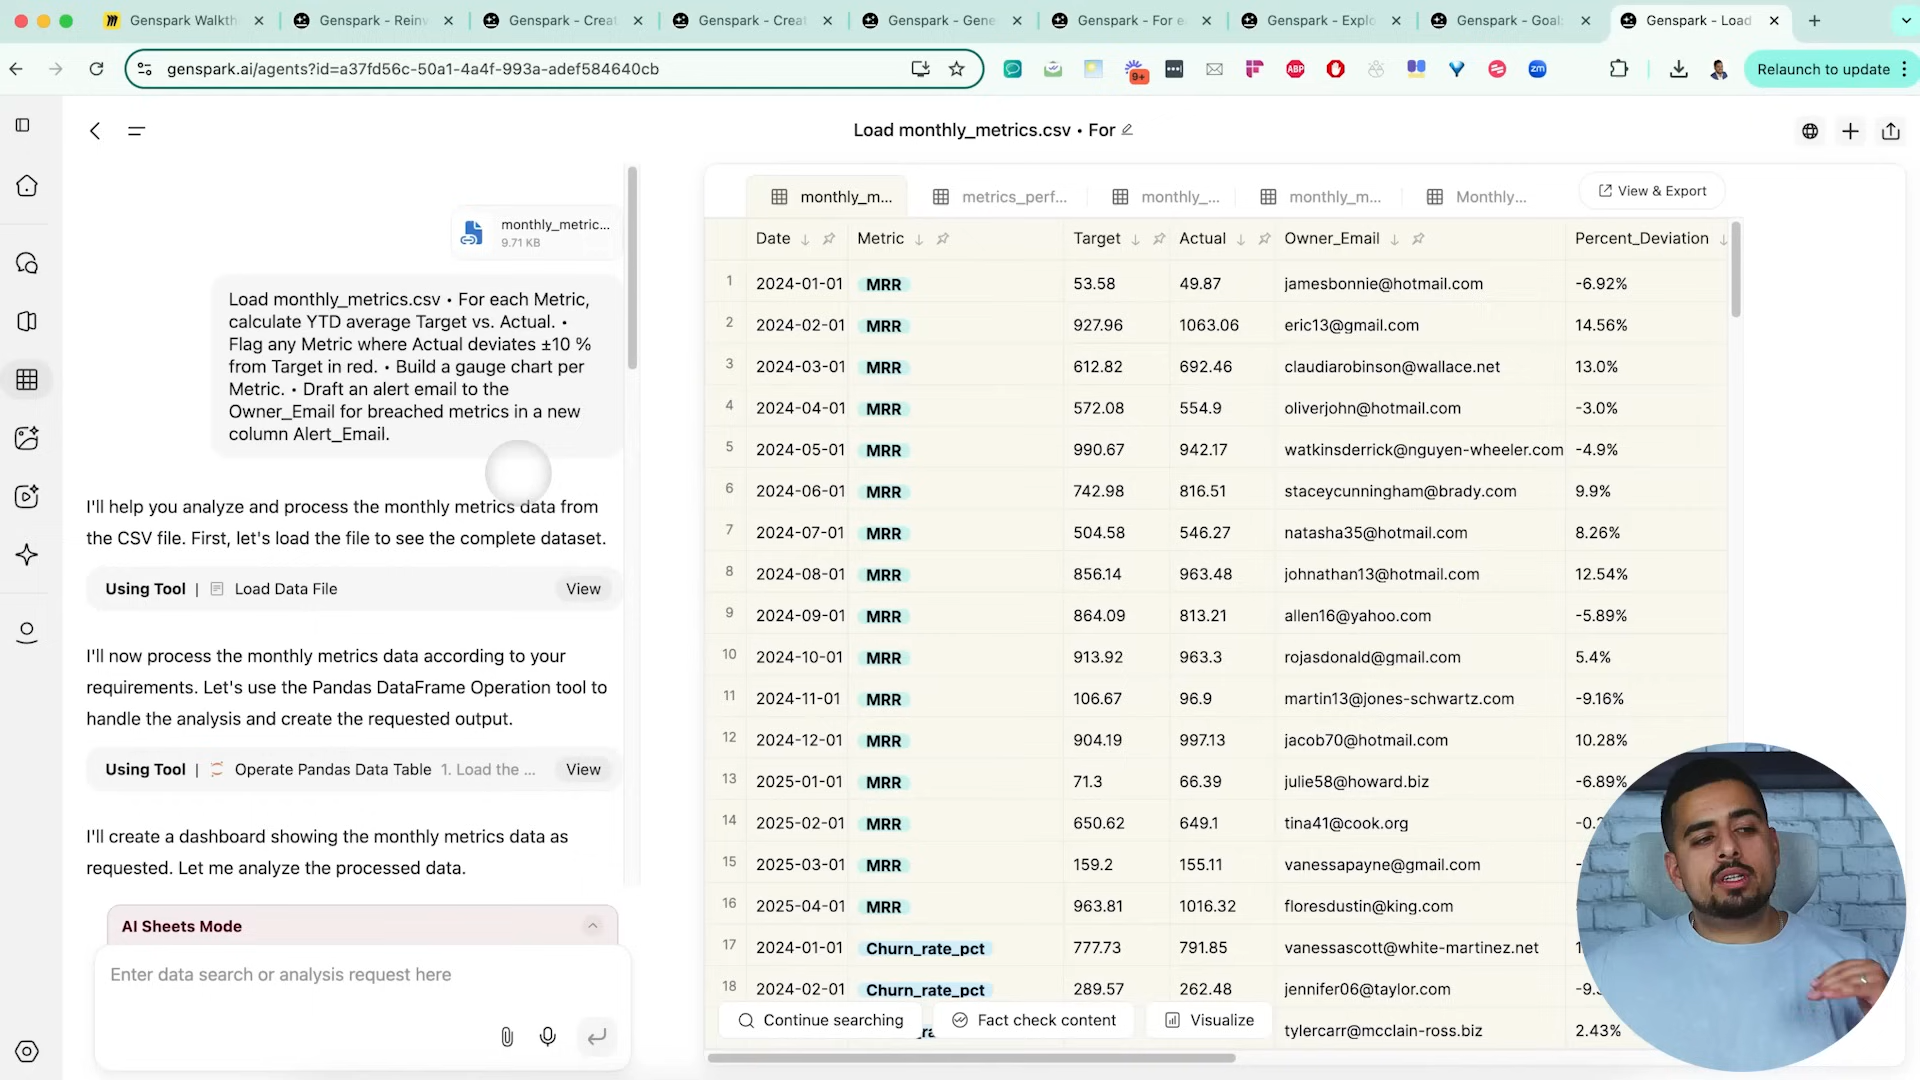 Genspark Walkth
Genspark - Reinv
Genspark - Creat
Genspark - Creat
Genspark - Gene
Genspark - For e
Genspark - Explo
Genspark - Goal:
Genspark - Load
genspark.ai/agents?id=a37fd56c-50a1-4a4f-993a-adef584640cb
9+
ABP
zm
Relaunch to update
Load monthly_metrics.csv • For
monthly_metric...
9.71 KB
Load monthly_metrics.csv • For each Metric,
calculate YTD average Target vs. Actual. •
Flag any Metric where Actual deviates ±10 %
from Target in red. • Build a gauge chart per
Metric. • Draft an alert email to the
Owner_Email for breached metrics in a new
column Alert_Email.
I'll help you analyze and process the monthly metrics data from
the CSV file. First, let's load the file to see the complete dataset.
Using Tool | Load Data File View
I'll now process the monthly metrics data according to your
requirements. Let's use the Pandas DataFrame Operation tool to
handle the analysis and create the requested output.
Using Tool | Operate Pandas Data Table 1. Load the ... View
I'll create a dashboard showing the monthly metrics data as
requested. Let me analyze the processed data.
AI Sheets Mode
Enter data search or analysis request here
monthly_m...
metrics_perf...
monthly_...
monthly_m...
Monthly...
View & Export
Date Metric Target Actual Owner_Email Percent_Deviation
1 2024-01-01 MRR 53.58 49.87 jamesbonnie@hotmail.com -6.92%
2 2024-02-01 MRR 927.96 1063.06 eric13@gmail.com 14.56%
3 2024-03-01 MRR 612.82 692.46 claudiarobinson@wallace.net 13.0%
4 2024-04-01 MRR 572.08 554.9 oliverjohn@hotmail.com -3.0%
5 2024-05-01 MRR 990.67 942.17 watkinsderrick@nguyen-wheeler.com -4.9%
6 2024-06-01 MRR 742.98 816.51 staceycunningham@brady.com 9.9%
7 2024-07-01 MRR 504.58 546.27 natasha35@hotmail.com 8.26%
8 2024-08-01 MRR 856.14 963.48 johnathan13@hotmail.com 12.54%
9 2024-09-01 MRR 864.09 813.21 allen16@yahoo.com -5.89%
10 2024-10-01 MRR 913.92 963.3 rojasdonald@gmail.com 5.4%
11 2024-11-01 MRR 106.67 96.9 martin13@jones-schwartz.com -9.16%
12 2024-12-01 MRR 904.19 997.13 jacob70@hotmail.com 10.28%
13 2025-01-01 MRR 71.3 66.39 julie58@howard.biz -6.89%
14 2025-02-01 MRR 650.62 649.1 tina41@cook.org
15 2025-03-01 MRR 159.2 155.11 vanessapayne@gmail.com
16 2025-04-01 MRR 963.81 1016.32 floresdustin@king.com
17 2024-01-01 Churn_rate_pct 777.73 791.85 vanessascott@white-martinez.net
18 2024-02-01 Churn_rate_pct 289.57 262.48 jennifer06@taylor.com
tylercarr@mcclain-ross.biz 2.43%
Continue searching
Fact check content
Visualize